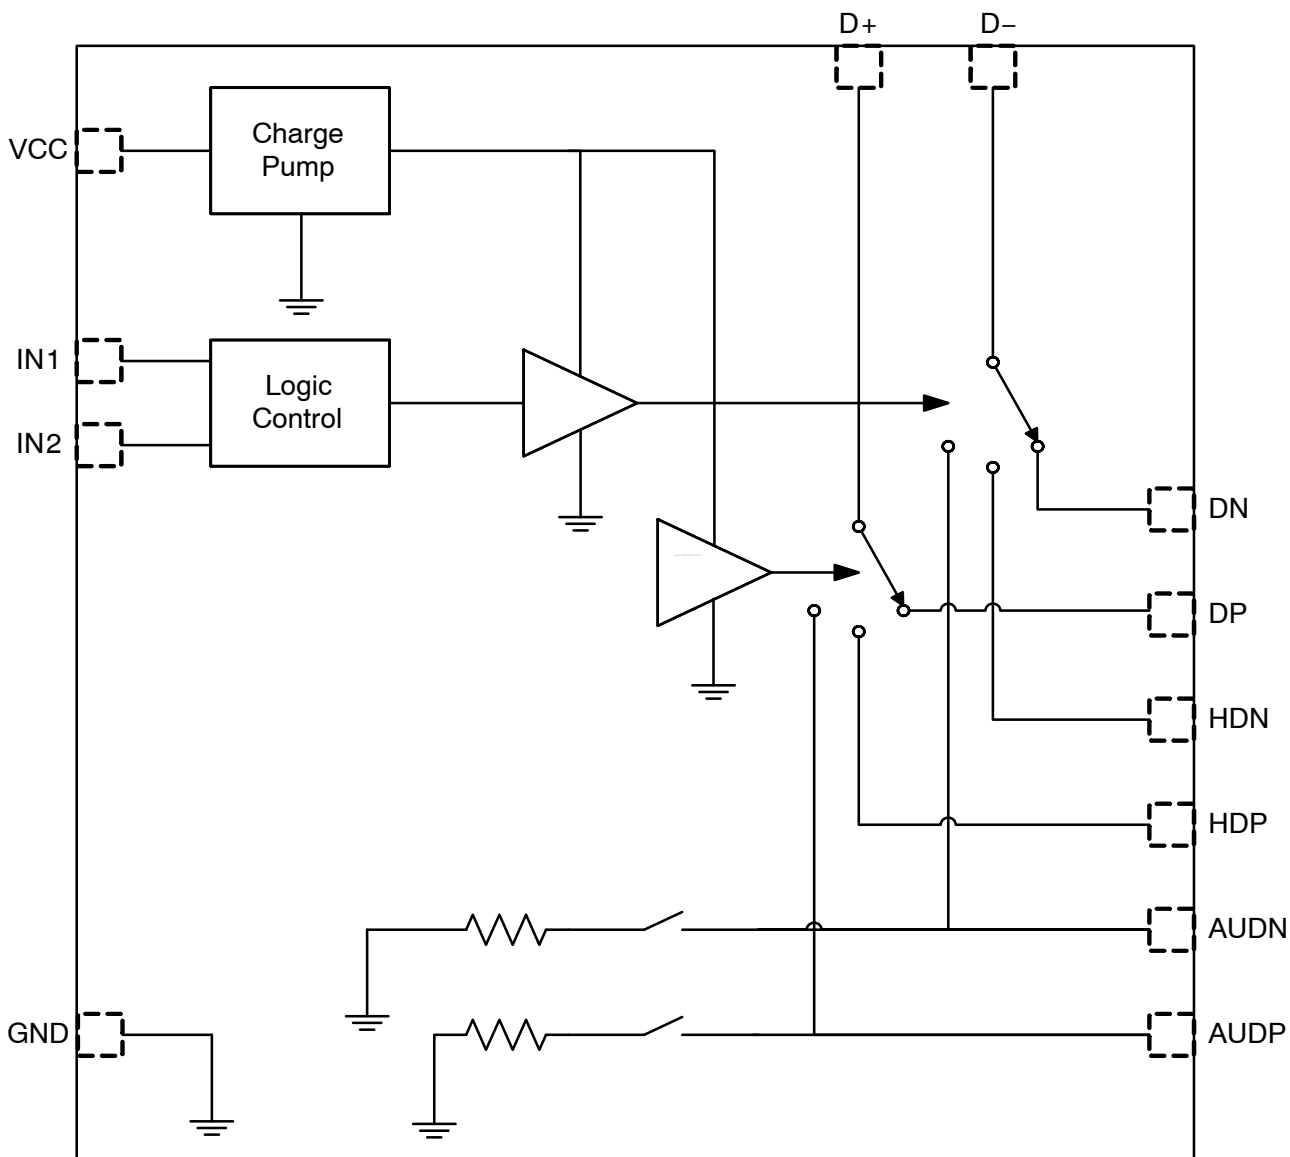 D+
D−
VCC
Charge
Pump
IN1
IN2
Logic
Control
DN
DP
HDN
HDP
AUDN
GND
AUDP